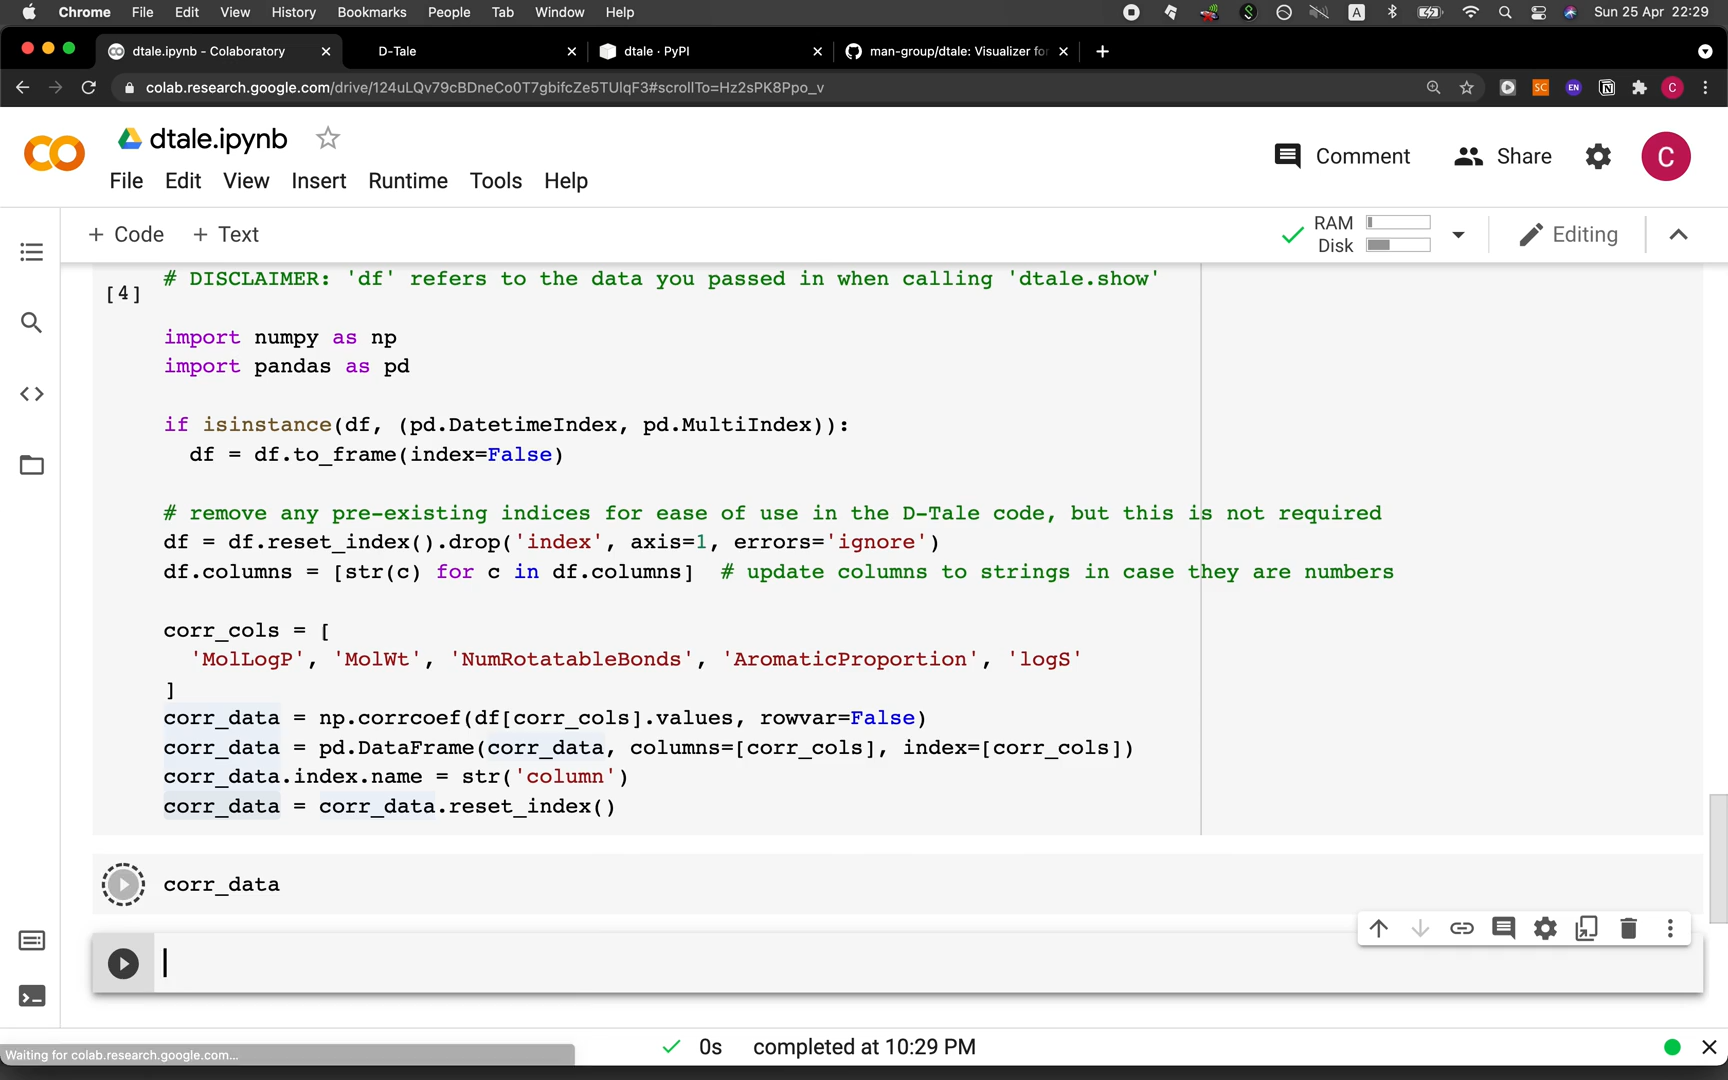 Chrome File Edit View History Bookmarks People Tab Window Help
A
Sun 25 Apr 22:29
dtale.ipynb - Colaboratory
D-Tale
dtale · PyPI
man-group/dtale: Visualizer for
colab.research.google.com/drive/124uLQv79cBDneCo0T7gbifcZe5TUlqF3#scrollTo=Hz2sPK8Ppo_v
SC
EN
C
dtale.ipynb
Comment
Share
C
File Edit View Insert Runtime Tools Help
+ Code + Text
RAM
Disk
Editing
[4]
# DISCLAIMER: 'df' refers to the data you passed in when calling 'dtale.show'
import numpy as np
import pandas as pd
if isinstance(df, (pd.DatetimeIndex, pd.MultiIndex)):
df = df.to_frame(index=False)
# remove any pre-existing indices for ease of use in the D-Tale code, but this is not required
df = df.reset_index().drop('index', axis=1, errors='ignore')
df.columns = [str(c) for c in df.columns]  # update columns to strings in case they are numbers
corr_cols = [
'MolLogP', 'MolWt', 'NumRotatableBonds', 'AromaticProportion', 'logS'
]
corr_data = np.corrcoef(df[corr_cols].values, rowvar=False)
corr_data = pd.DataFrame(corr_data, columns=[corr_cols], index=[corr_cols])
corr_data.index.name = str('column')
corr_data = corr_data.reset_index()
corr_data
Waiting for colab.research.google.com...
0s completed at 10:29 PM